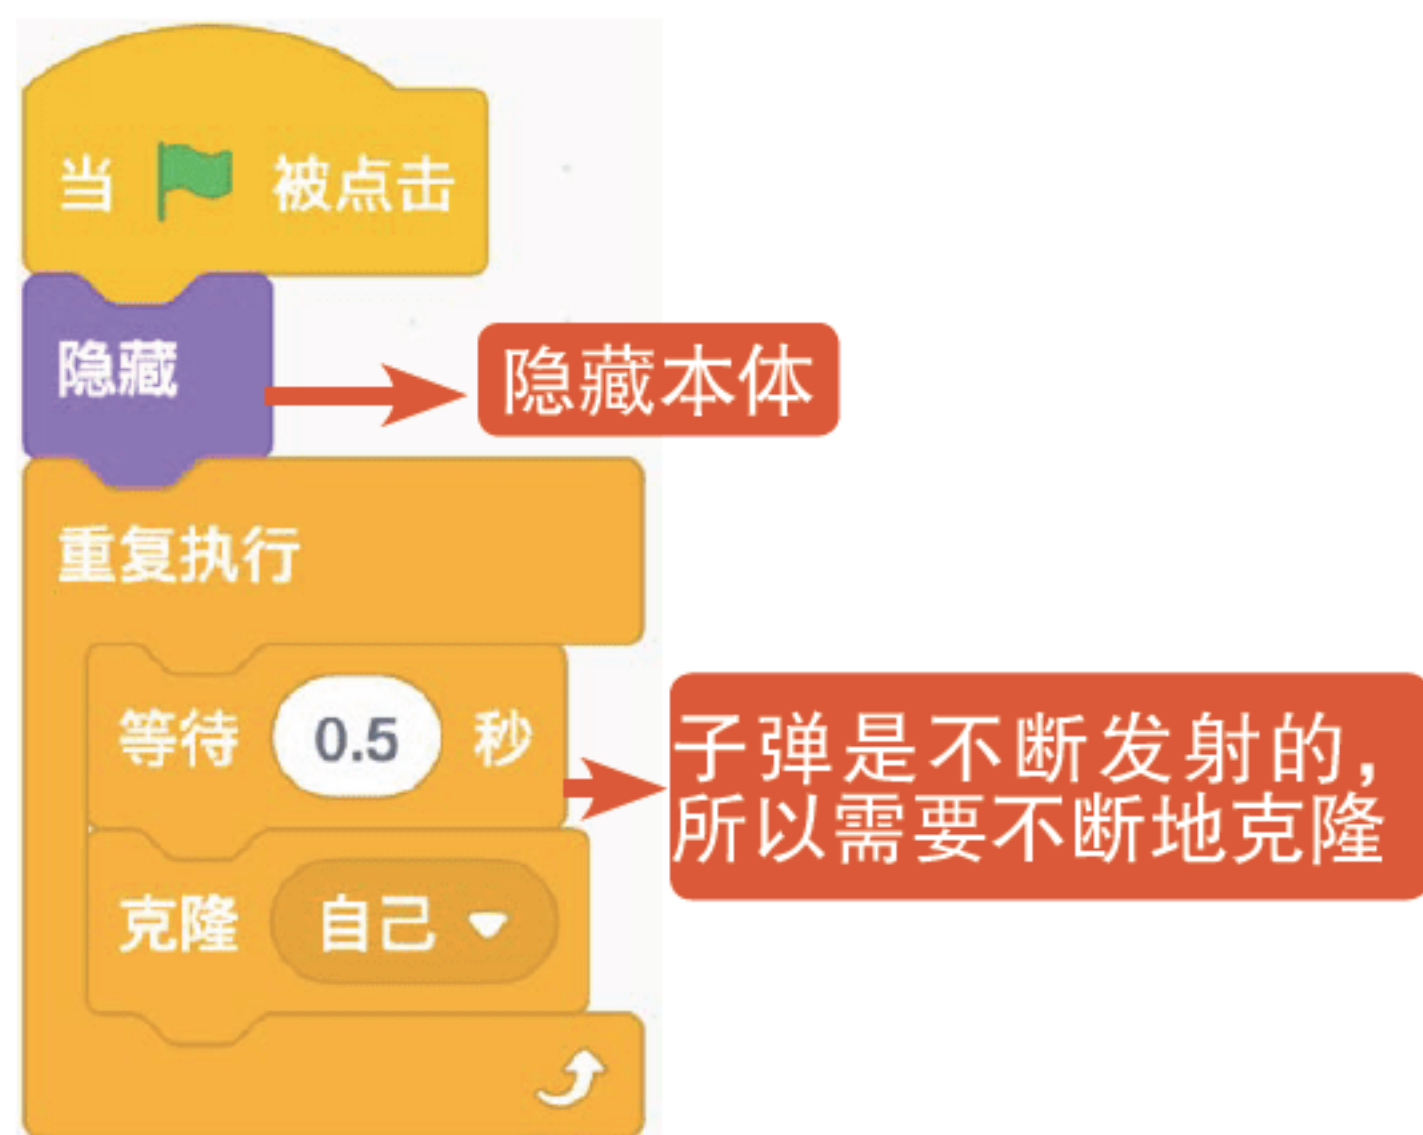 当 被点击
隐藏
隐藏本体
重复执行
等待 0.5 秒
子弹是不断发射的,
所以需要不断地克隆
克隆 自己